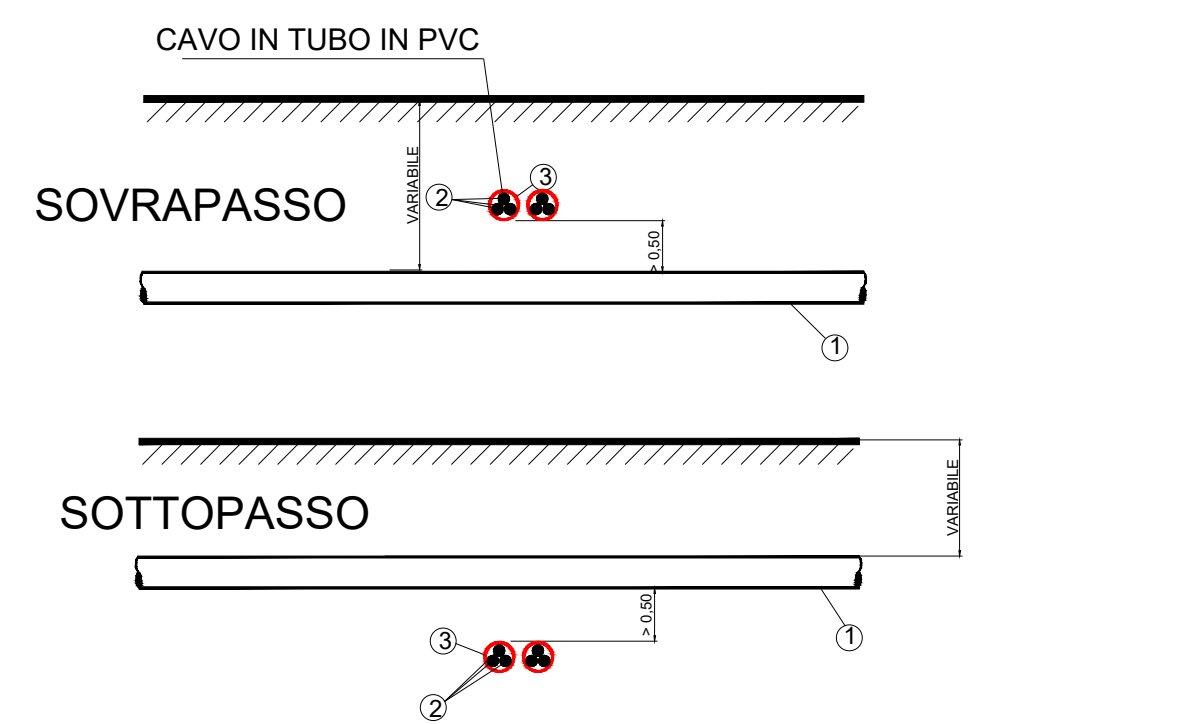 CAVO IN TUBO IN PVC
VARIABILE
2
3
SOVRAPASSO
> 0,50
1
SOTTOPASSO
VARIABILE
> 0,50
3
1
2